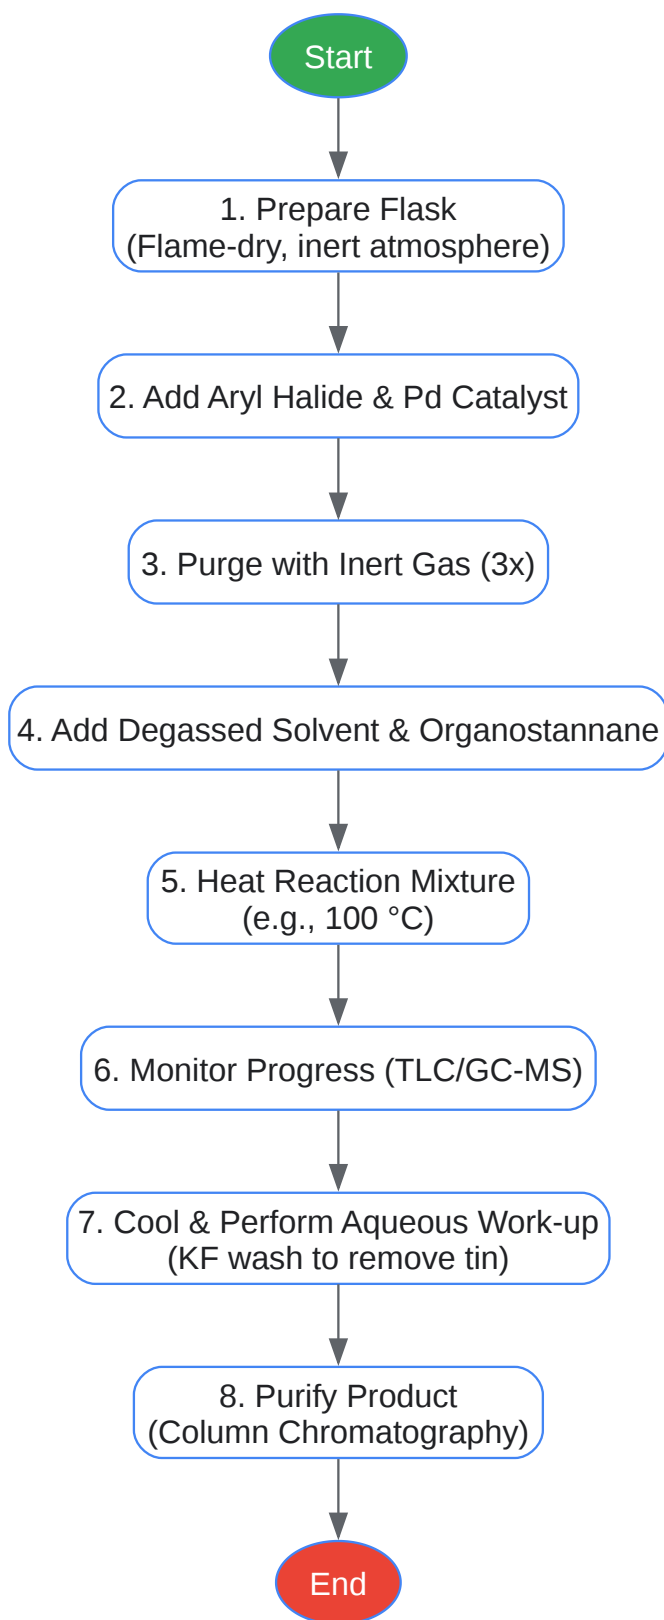 Start
1. Prepare Flask
(Flame-dry, inert atmosphere)
2. Add Aryl Halide & Pd Catalyst
3. Purge with Inert Gas (3x)
4. Add Degassed Solvent & Organostannane
5. Heat Reaction Mixture
(e.g., 100 °C)
6. Monitor Progress (TLC/GC-MS)
7. Cool & Perform Aqueous Work-up
(KF wash to remove tin)
8. Purify Product
(Column Chromatography)
End